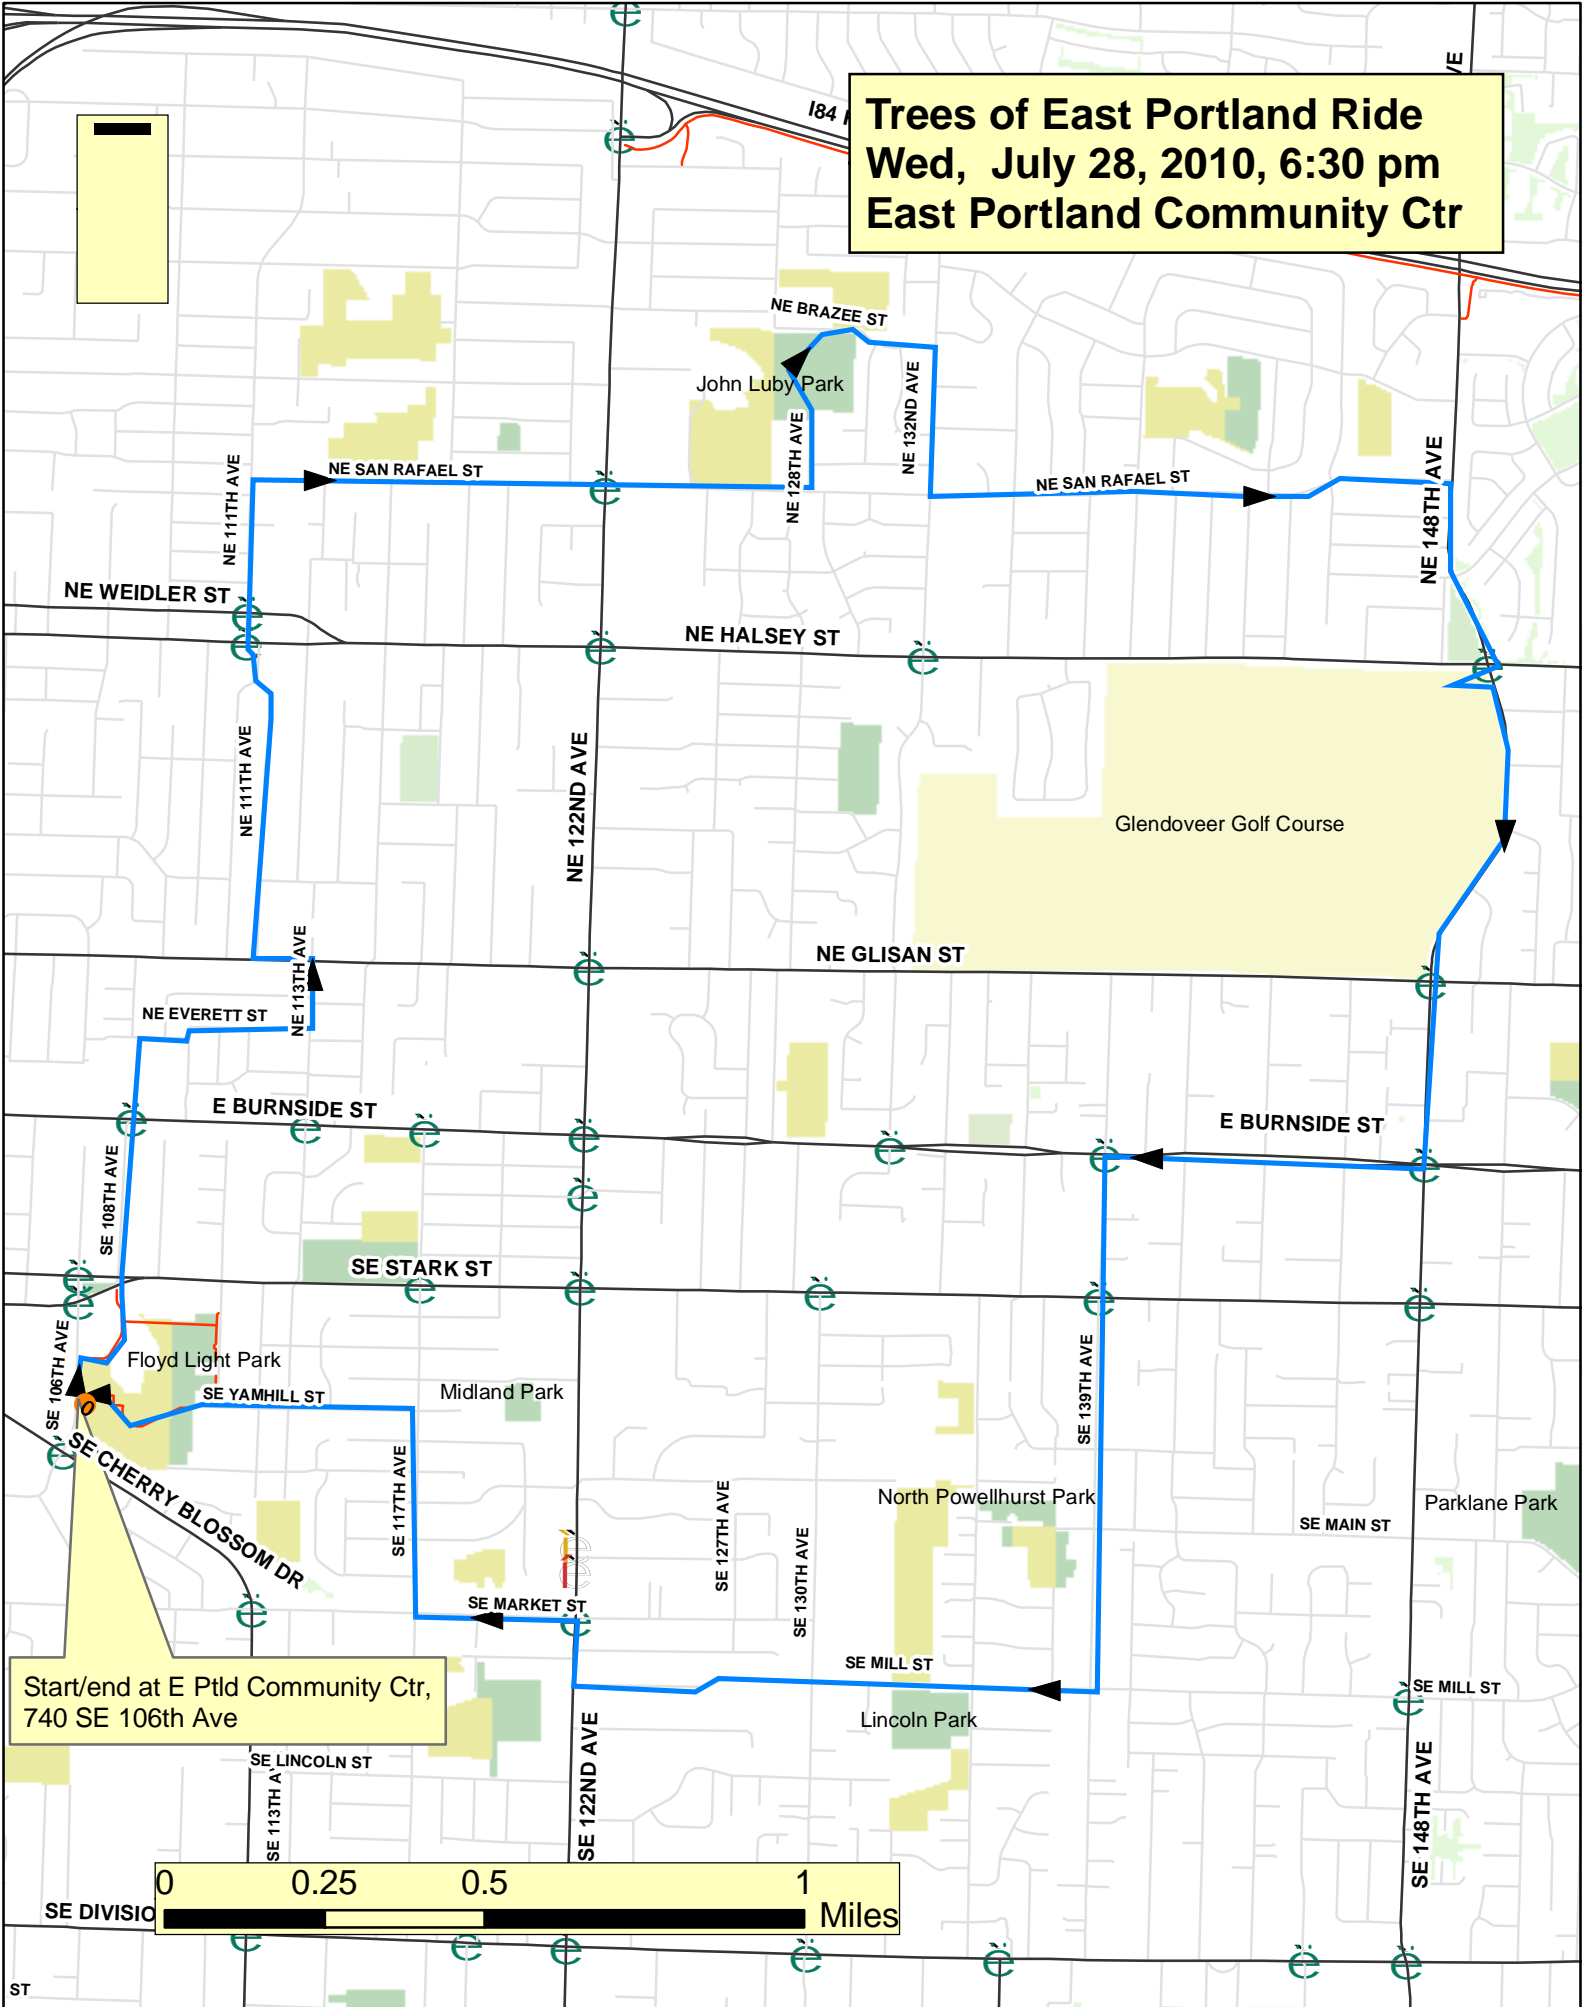 VE
I84
Trees of East Portland Ride
Wed, July 28, 2010, 6:30 pm
East Portland Community Ctr
NE BRAZEE ST
John Luby Park
NE 132ND AVE
NE 128TH AVE
NE 111TH AVE
NE SAN RAFAEL ST
NE SAN RAFAEL ST
NE 148TH AVE
NE WEIDLER ST
NE HALSEY ST
NE 111TH AVE
NE 122ND AVE
Glendoveer Golf Course
NE 113TH AVE
NE GLISAN ST
NE EVERETT ST
E BURNSIDE ST
E BURNSIDE ST
SE 108TH AVE
SE STARK ST
SE 106TH AVE
Floyd Light Park
SE YAMHILL ST
Midland Park
SE 139TH AVE
SE CHERRY BLOSSOM DR
SE 117TH AVE
SE 127TH AVE
SE 130TH AVE
North Powellhurst Park
Parklane Park
SE MAIN ST
SE MARKET ST
SE MILL ST
SE MILL ST
Start/end at E Ptld Community Ctr,
740 SE 106th Ave
Lincoln Park
SE LINCOLN ST
SE 113TH A
SE 122ND AVE
SE 148TH AVE
0 0.25 0.5 1
Miles
SE DIVISIO
ST